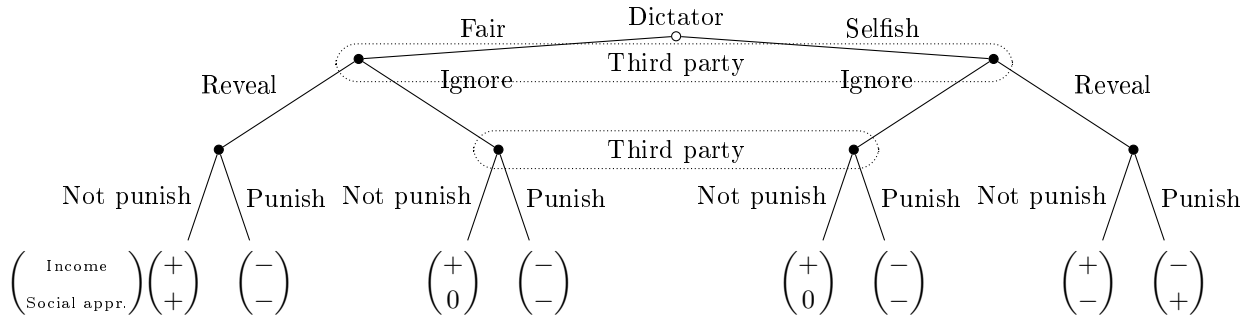 Dictator
Fair Selfish
Third party
Reveal Ignore Ignore Reveal
Third party
Not punish Punish Not punish Punish Not punish Punish Not punish Punish
Income + − + − + − + −
Social appr. + − 0 − 0 − − +